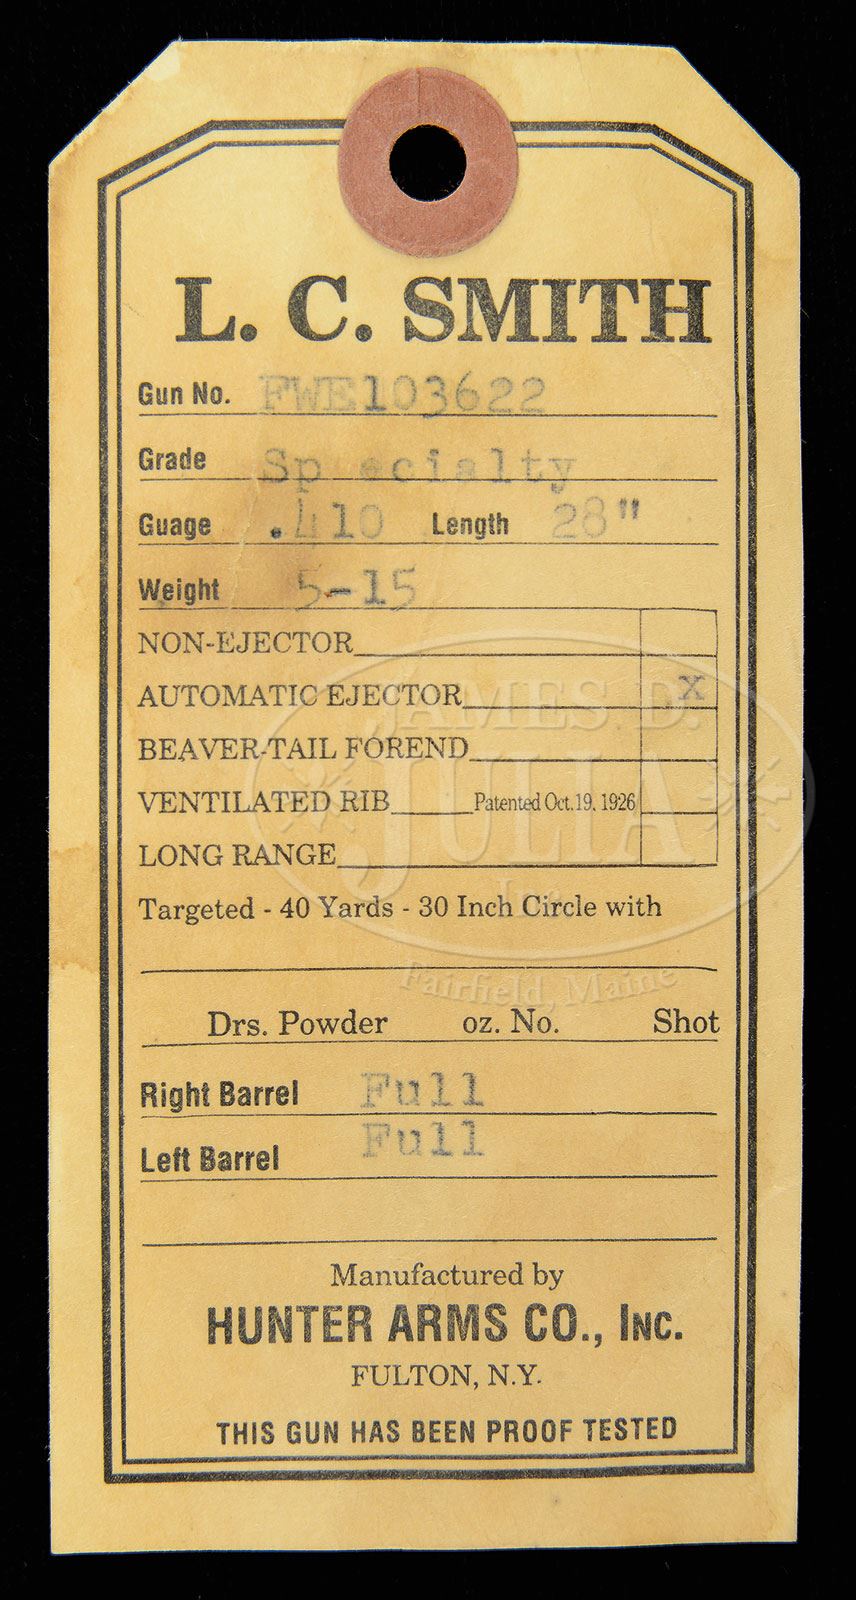 L. C. SMITH
Gun No. FWE103622
Grade Sp ecialty
Guage .410 Length 28"
Weight 5-15
NON-EJECTOR
AUTOMATIC EJECTOR X
BEAVER-TAIL FOREND
VENTILATED RIB Patented Oct. 19, 1926
LONG RANGE
Targeted - 40 Yards - 30 Inch Circle with
Drs. Powder oz. No. Shot
Right Barrel Full
Left Barrel Full
Manufactured by
HUNTER ARMS CO., INC.
FULTON, N.Y.
THIS GUN HAS BEEN PROOF TESTED
JAMES D.
JULIA
Inc.
Fairfield, Maine